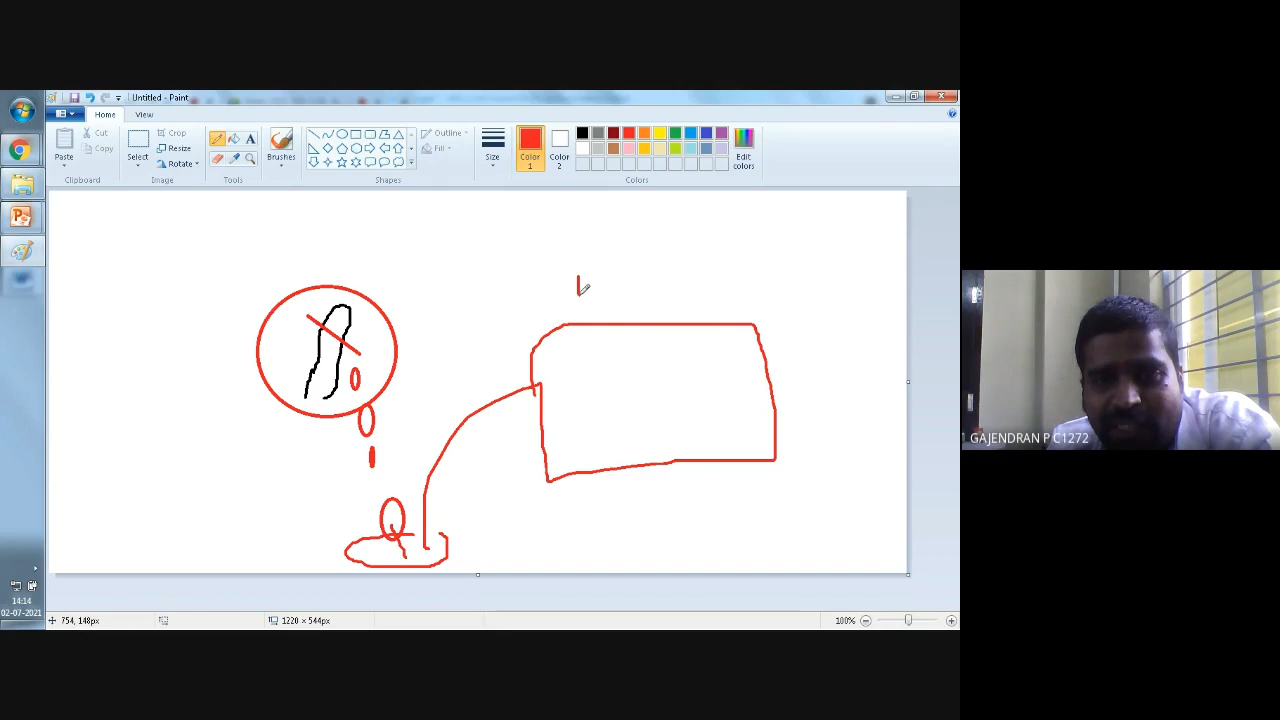 Untitled - Paint
Home View
Paste
Cut
Copy
Clipboard
Select
Crop
Resize
Rotate
Image
A
Tools
Brushes
Outline
Fill
Shapes
Size
Color 1
Color 2
Edit colors
Colors
14:14
02-07-2021
754, 148px
1220 × 544px
100%
GAJENDRAN P C1272